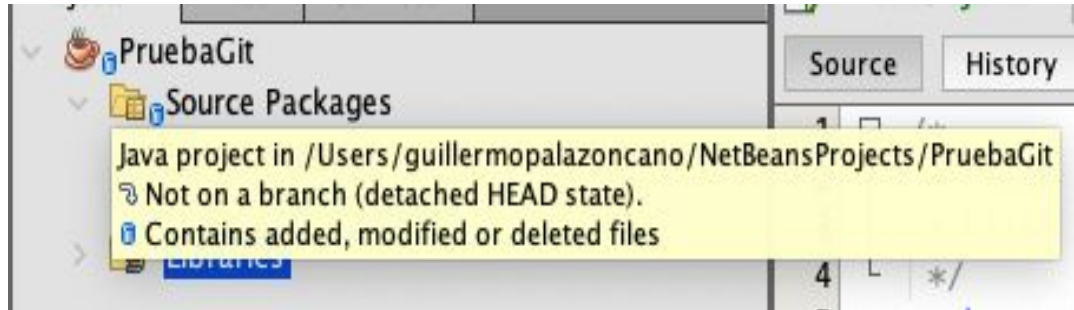 PruebaGit
Source Packages
Java project in /Users/guillermopalazoncano/NetBeansProjects/PruebaGit
Not on a branch (detached HEAD state).
Contains added, modified or deleted files
Libraries
Source History
1 /*
4 */